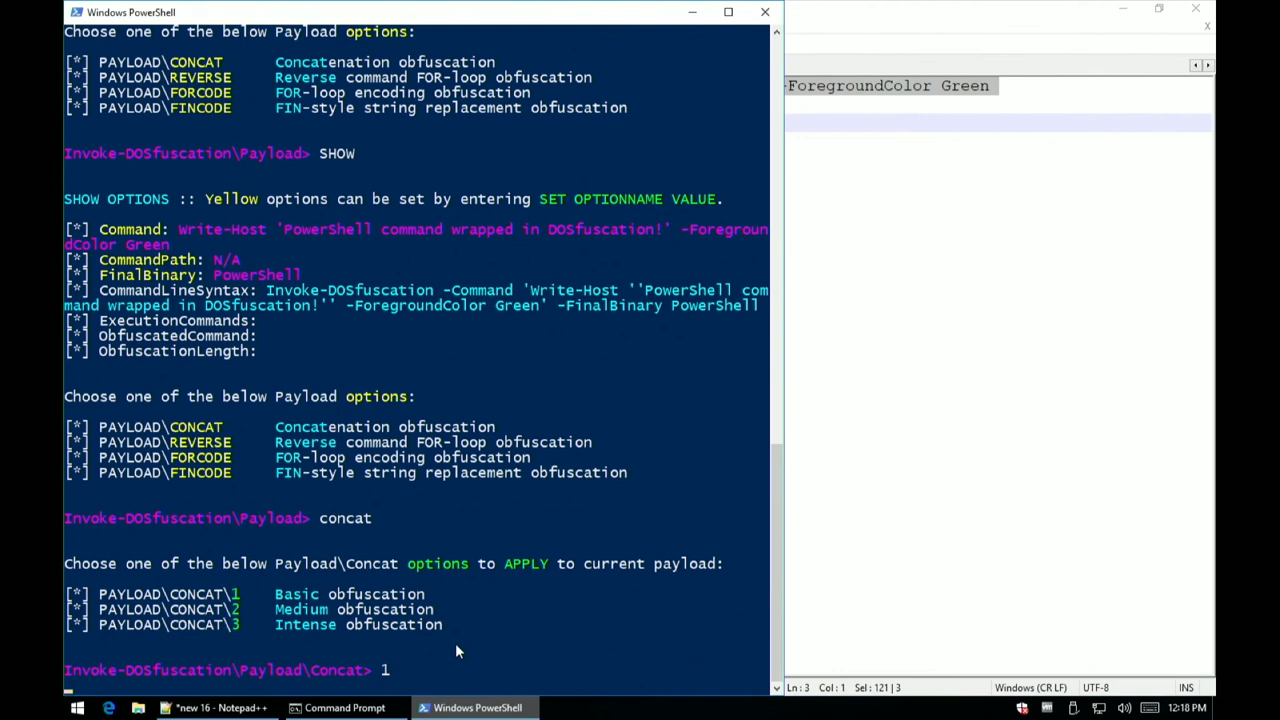 Windows PowerShell
Choose one of the below Payload options:
[*] PAYLOAD\CONCAT Concatenation obfuscation
[*] PAYLOAD\REVERSE Reverse command FOR-loop obfuscation
[*] PAYLOAD\FORCODE FOR-loop encoding obfuscation
[*] PAYLOAD\FINCODE FIN-style string replacement obfuscation
Invoke-DOSfuscation\Payload> SHOW
SHOW OPTIONS :: Yellow options can be set by entering SET OPTIONNAME VALUE.
[*] Command: Write-Host 'PowerShell command wrapped in DOSfuscation!' -Foregroun
dColor Green
[*] CommandPath: N/A
[*] FinalBinary: PowerShell
[*] CommandLineSyntax: Invoke-DOSfuscation -Command 'Write-Host ''PowerShell com
mand wrapped in DOSfuscation!'' -ForegroundColor Green' -FinalBinary PowerShell
[*] ExecutionCommands:
[*] ObfuscatedCommand:
[*] ObfuscationLength:
Choose one of the below Payload options:
[*] PAYLOAD\CONCAT Concatenation obfuscation
[*] PAYLOAD\REVERSE Reverse command FOR-loop obfuscation
[*] PAYLOAD\FORCODE FOR-loop encoding obfuscation
[*] PAYLOAD\FINCODE FIN-style string replacement obfuscation
Invoke-DOSfuscation\Payload> concat
Choose one of the below Payload\Concat options to APPLY to current payload:
[*] PAYLOAD\CONCAT\1 Basic obfuscation
[*] PAYLOAD\CONCAT\2 Medium obfuscation
[*] PAYLOAD\CONCAT\3 Intense obfuscation
Invoke-DOSfuscation\Payload\Concat> 1
X
-ForegroundColor Green
Ln : 3 Col : 1 Sel : 121 | 3 Windows (CR LF) UTF-8 INS
*new 16 - Notepad++ Command Prompt Windows PowerShell 12:18 PM